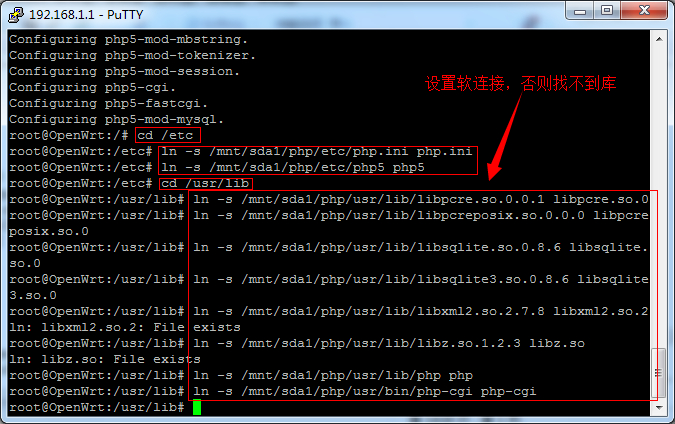 192.168.1.1 - PuTTY
Configuring php5-mod-mbstring.
Configuring php5-mod-tokenizer.
Configuring php5-mod-session.
Configuring php5-cgi.
Configuring php5-fastcgi.
Configuring php5-mod-mysql.
设置软连接，否则找不到库
root@OpenWrt:/# cd /etc
root@OpenWrt:/etc# ln -s /mnt/sda1/php/etc/php.ini php.ini
root@OpenWrt:/etc# ln -s /mnt/sda1/php/etc/php5 php5
root@OpenWrt:/etc# cd /usr/lib
root@OpenWrt:/usr/lib# ln -s /mnt/sda1/php/usr/lib/libpcre.so.0.0.1 libpcre.so.0
root@OpenWrt:/usr/lib# ln -s /mnt/sda1/php/usr/lib/libpcreposix.so.0.0.0 libpcre
posix.so.0
root@OpenWrt:/usr/lib# ln -s /mnt/sda1/php/usr/lib/libsqlite.so.0.8.6 libsqlite.
so.0
root@OpenWrt:/usr/lib# ln -s /mnt/sda1/php/usr/lib/libsqlite3.so.0.8.6 libsqlite
3.so.0
root@OpenWrt:/usr/lib# ln -s /mnt/sda1/php/usr/lib/libxml2.so.2.7.8 libxml2.so.2
ln: libxml2.so.2: File exists
root@OpenWrt:/usr/lib# ln -s /mnt/sda1/php/usr/lib/libz.so.1.2.3 libz.so
ln: libz.so: File exists
root@OpenWrt:/usr/lib# ln -s /mnt/sda1/php/usr/lib/php php
root@OpenWrt:/usr/lib# ln -s /mnt/sda1/php/usr/bin/php-cgi php-cgi
root@OpenWrt:/usr/lib#